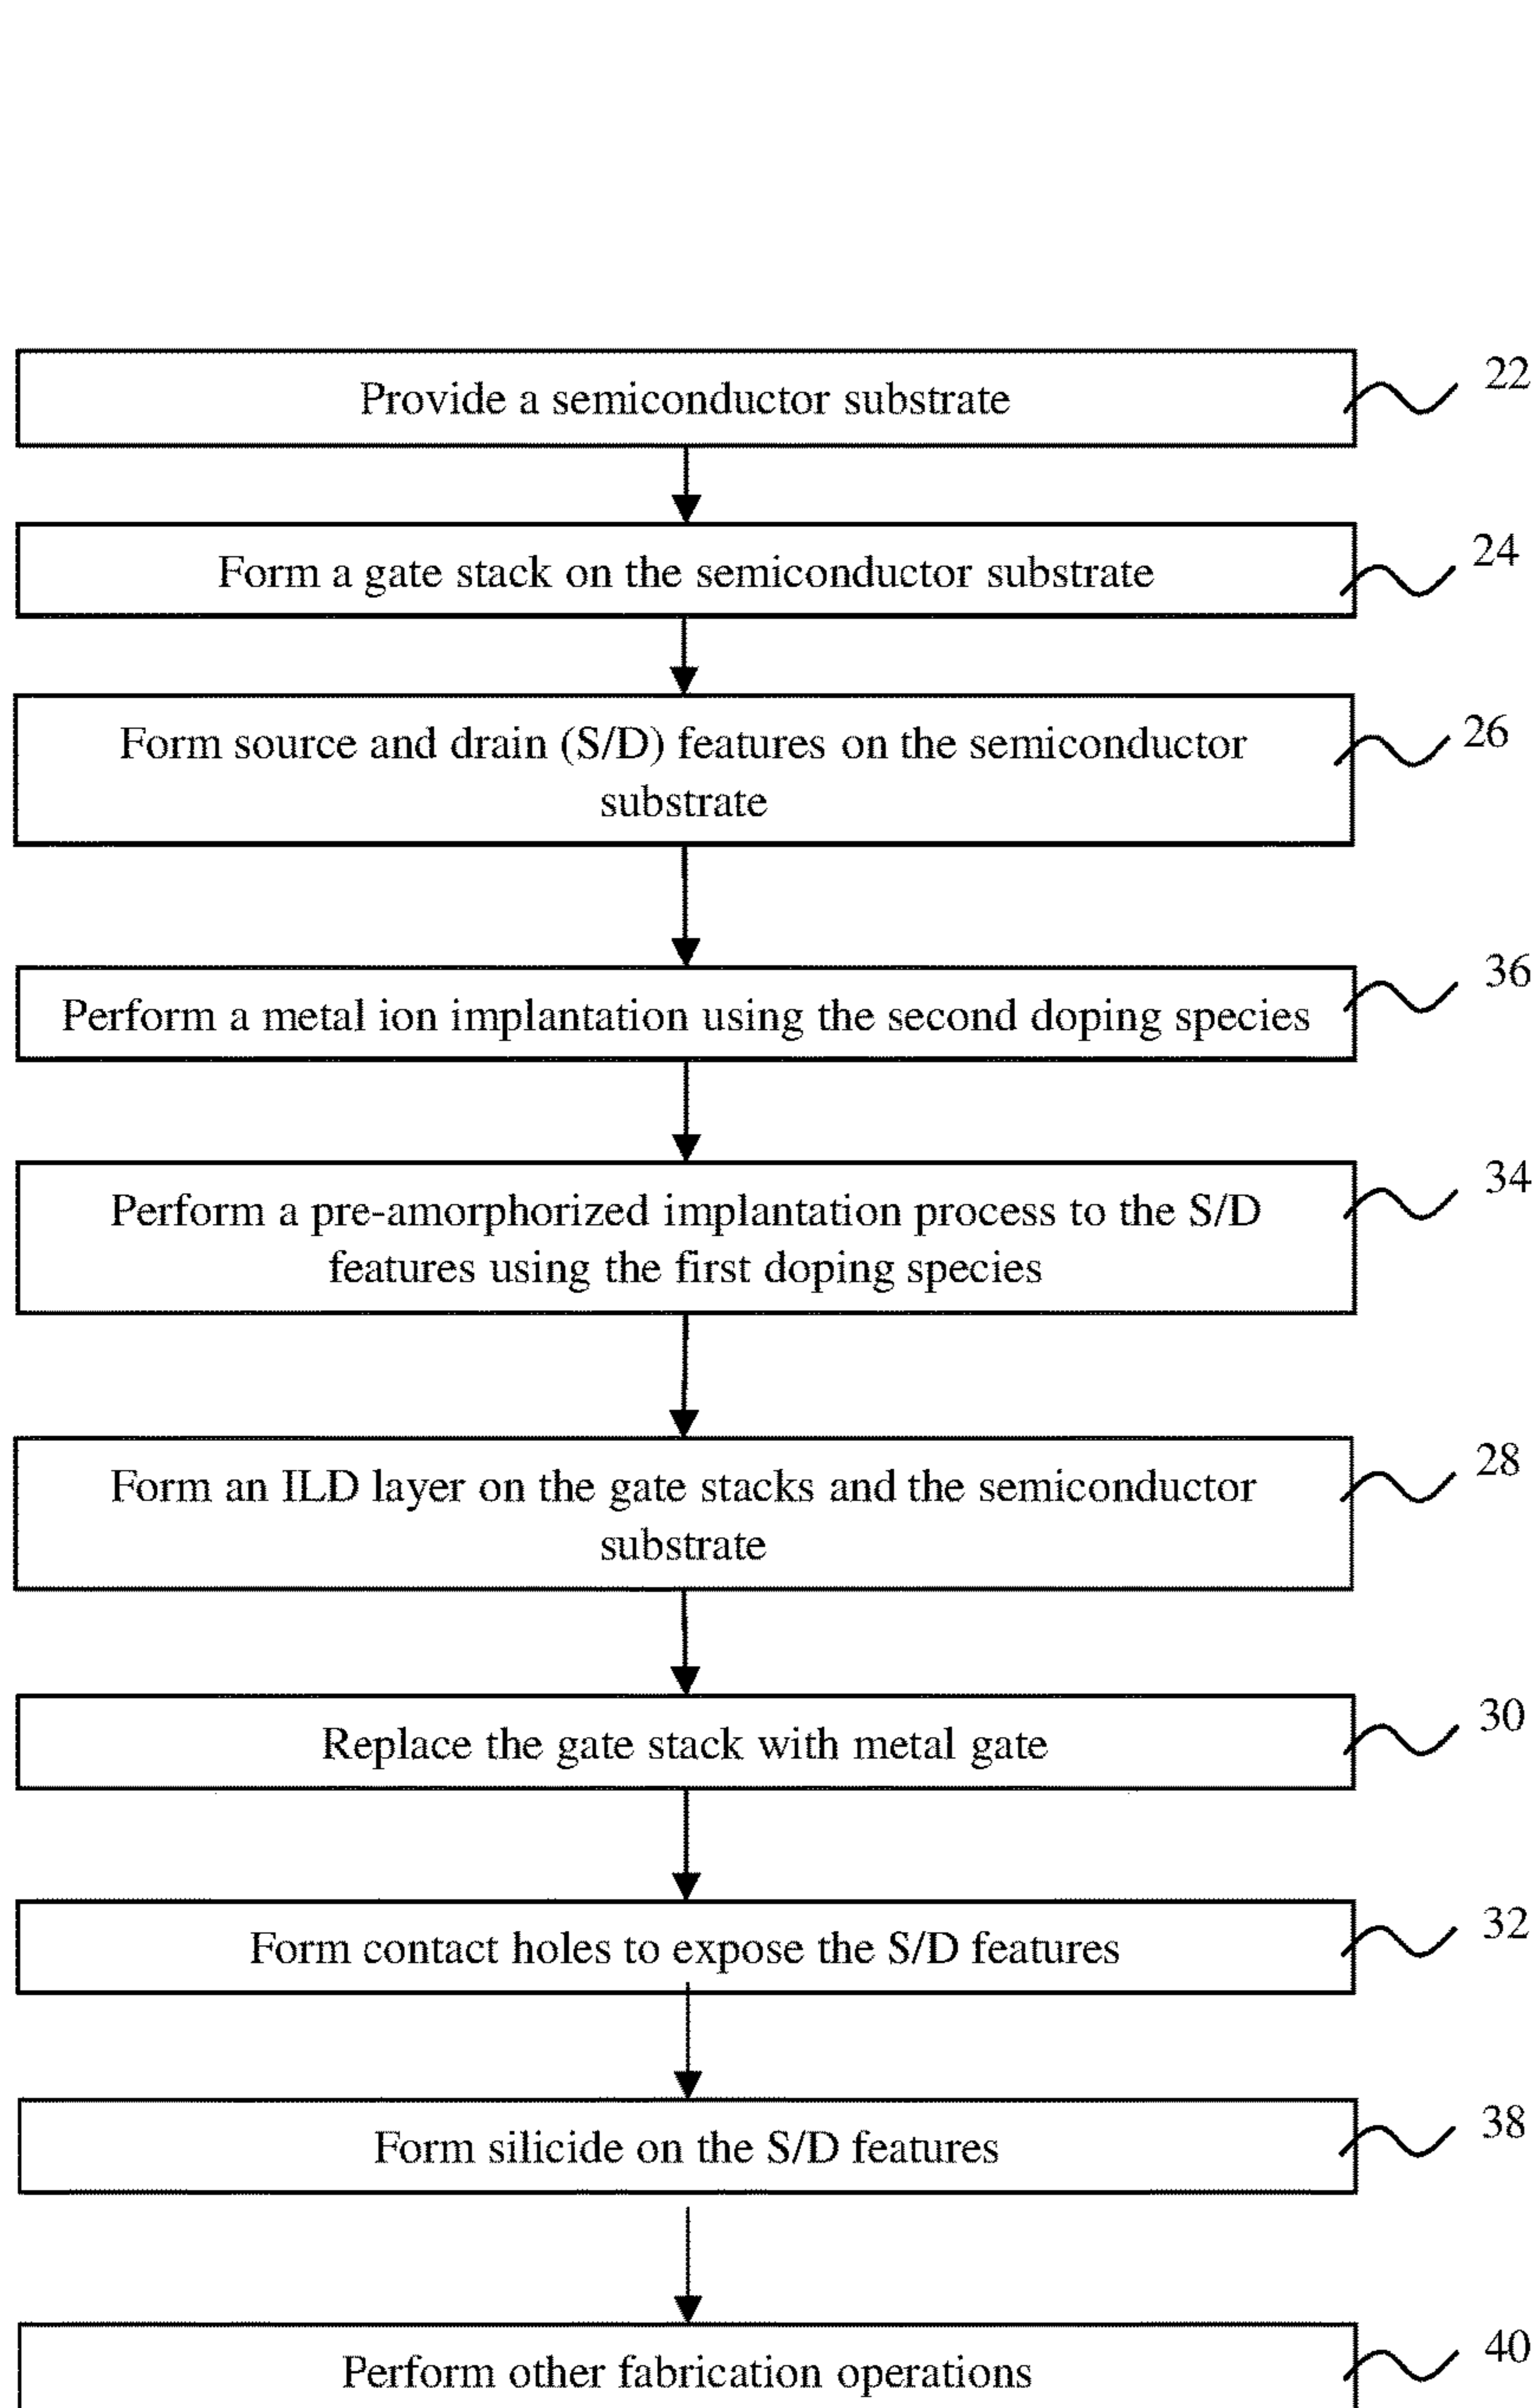 Provide a semiconductor substrate
22
Form a gate stack on the semiconductor substrate
24
Form source and drain (S/D) features on the semiconductor
substrate
26
Perform a metal ion implantation using the second doping species
36
Perform a pre-amorphorized implantation process to the S/D
features using the first doping species
34
Form an ILD layer on the gate stacks and the semiconductor
substrate
28
Replace the gate stack with metal gate
30
Form contact holes to expose the S/D features
32
Form silicide on the S/D features
38
Perform other fabrication operations
40